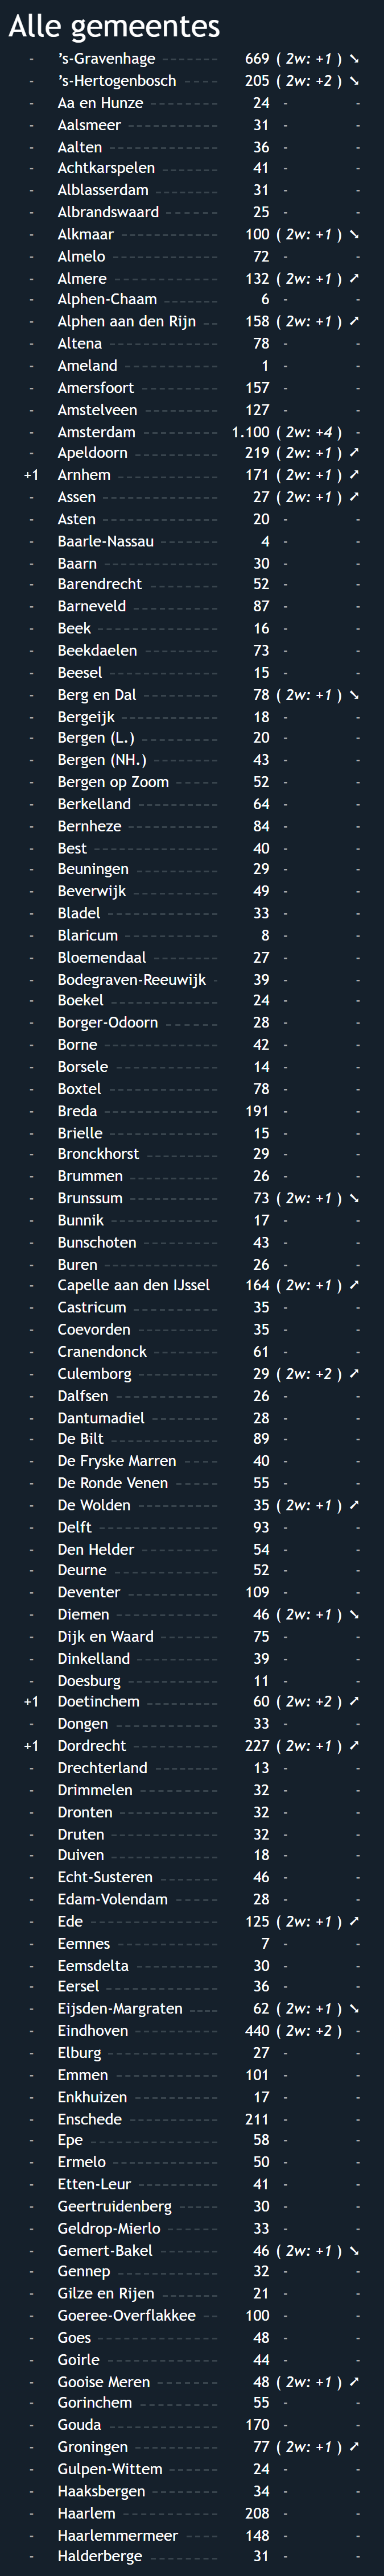 Alle gemeentes
- ’s-Gravenhage 669 ( 2w: +1 ) ➘
- ’s-Hertogenbosch 205 ( 2w: +2 ) ➘
- Aa en Hunze 24 - -
- Aalsmeer 31 - -
- Aalten 36 - -
- Achtkarspelen 41 - -
- Alblasserdam 31 - -
- Albrandswaard 25 - -
- Alkmaar 100 ( 2w: +1 ) ➘
- Almelo 72 - -
- Almere 132 ( 2w: +1 ) ➚
- Alphen-Chaam 6 - -
- Alphen aan den Rijn 158 ( 2w: +1 ) ➚
- Altena 78 - -
- Ameland 1 - -
- Amersfoort 157 - -
- Amstelveen 127 - -
- Amsterdam 1.100 ( 2w: +4 ) -
- Apeldoorn 219 ( 2w: +1 ) ➚
+1 Arnhem 171 ( 2w: +1 ) ➚
- Assen 27 ( 2w: +1 ) ➚
- Asten 20 - -
- Baarle-Nassau 4 - -
- Baarn 30 - -
- Barendrecht 52 - -
- Barneveld 87 - -
- Beek 16 - -
- Beekdaelen 73 - -
- Beesel 15 - -
- Berg en Dal 78 ( 2w: +1 ) ➘
- Bergeijk 18 - -
- Bergen (L.) 20 - -
- Bergen (NH.) 43 - -
- Bergen op Zoom 52 - -
- Berkelland 64 - -
- Bernheze 84 - -
- Best 40 - -
- Beuningen 29 - -
- Beverwijk 49 - -
- Bladel 33 - -
- Blaricum 8 - -
- Bloemendaal 27 - -
- Bodegraven-Reeuwijk 39 - -
- Boekel 24 - -
- Borger-Odoorn 28 - -
- Borne 42 - -
- Borsele 14 - -
- Boxtel 78 - -
- Breda 191 - -
- Brielle 15 - -
- Bronckhorst 29 - -
- Brummen 26 - -
- Brunssum 73 ( 2w: +1 ) ➘
- Bunnik 17 - -
- Bunschoten 43 - -
- Buren 26 - -
- Capelle aan den IJssel 164 ( 2w: +1 ) ➚
- Castricum 35 - -
- Coevorden 35 - -
- Cranendonck 61 - -
- Culemborg 29 ( 2w: +2 ) ➚
- Dalfsen 26 - -
- Dantumadiel 28 - -
- De Bilt 89 - -
- De Fryske Marren 40 - -
- De Ronde Venen 55 - -
- De Wolden 35 ( 2w: +1 ) ➚
- Delft 93 - -
- Den Helder 54 - -
- Deurne 52 - -
- Deventer 109 - -
- Diemen 46 ( 2w: +1 ) ➘
- Dijk en Waard 75 - -
- Dinkelland 39 - -
- Doesburg 11 - -
+1 Doetinchem 60 ( 2w: +2 ) ➚
- Dongen 33 - -
+1 Dordrecht 227 ( 2w: +1 ) ➚
- Drechterland 13 - -
- Drimmelen 32 - -
- Dronten 32 - -
- Druten 32 - -
- Duiven 18 - -
- Echt-Susteren 46 - -
- Edam-Volendam 28 - -
- Ede 125 ( 2w: +1 ) ➚
- Eemnes 7 - -
- Eemsdelta 30 - -
- Eersel 36 - -
- Eijsden-Margraten 62 ( 2w: +1 ) ➘
- Eindhoven 440 ( 2w: +2 ) -
- Elburg 27 - -
- Emmen 101 - -
- Enkhuizen 17 - -
- Enschede 211 - -
- Epe 58 - -
- Ermelo 50 - -
- Etten-Leur 41 - -
- Geertruidenberg 30 - -
- Geldrop-Mierlo 33 - -
- Gemert-Bakel 46 ( 2w: +1 ) ➘
- Gennep 32 - -
- Gilze en Rijen 21 - -
- Goeree-Overflakkee 100 - -
- Goes 48 - -
- Goirle 44 - -
- Gooise Meren 48 ( 2w: +1 ) ➚
- Gorinchem 55 - -
- Gouda 170 - -
- Groningen 77 ( 2w: +1 ) ➚
- Gulpen-Wittem 24 - -
- Haaksbergen 34 - -
- Haarlem 208 - -
- Haarlemmermeer 148 - -
- Halderberge 31 - -